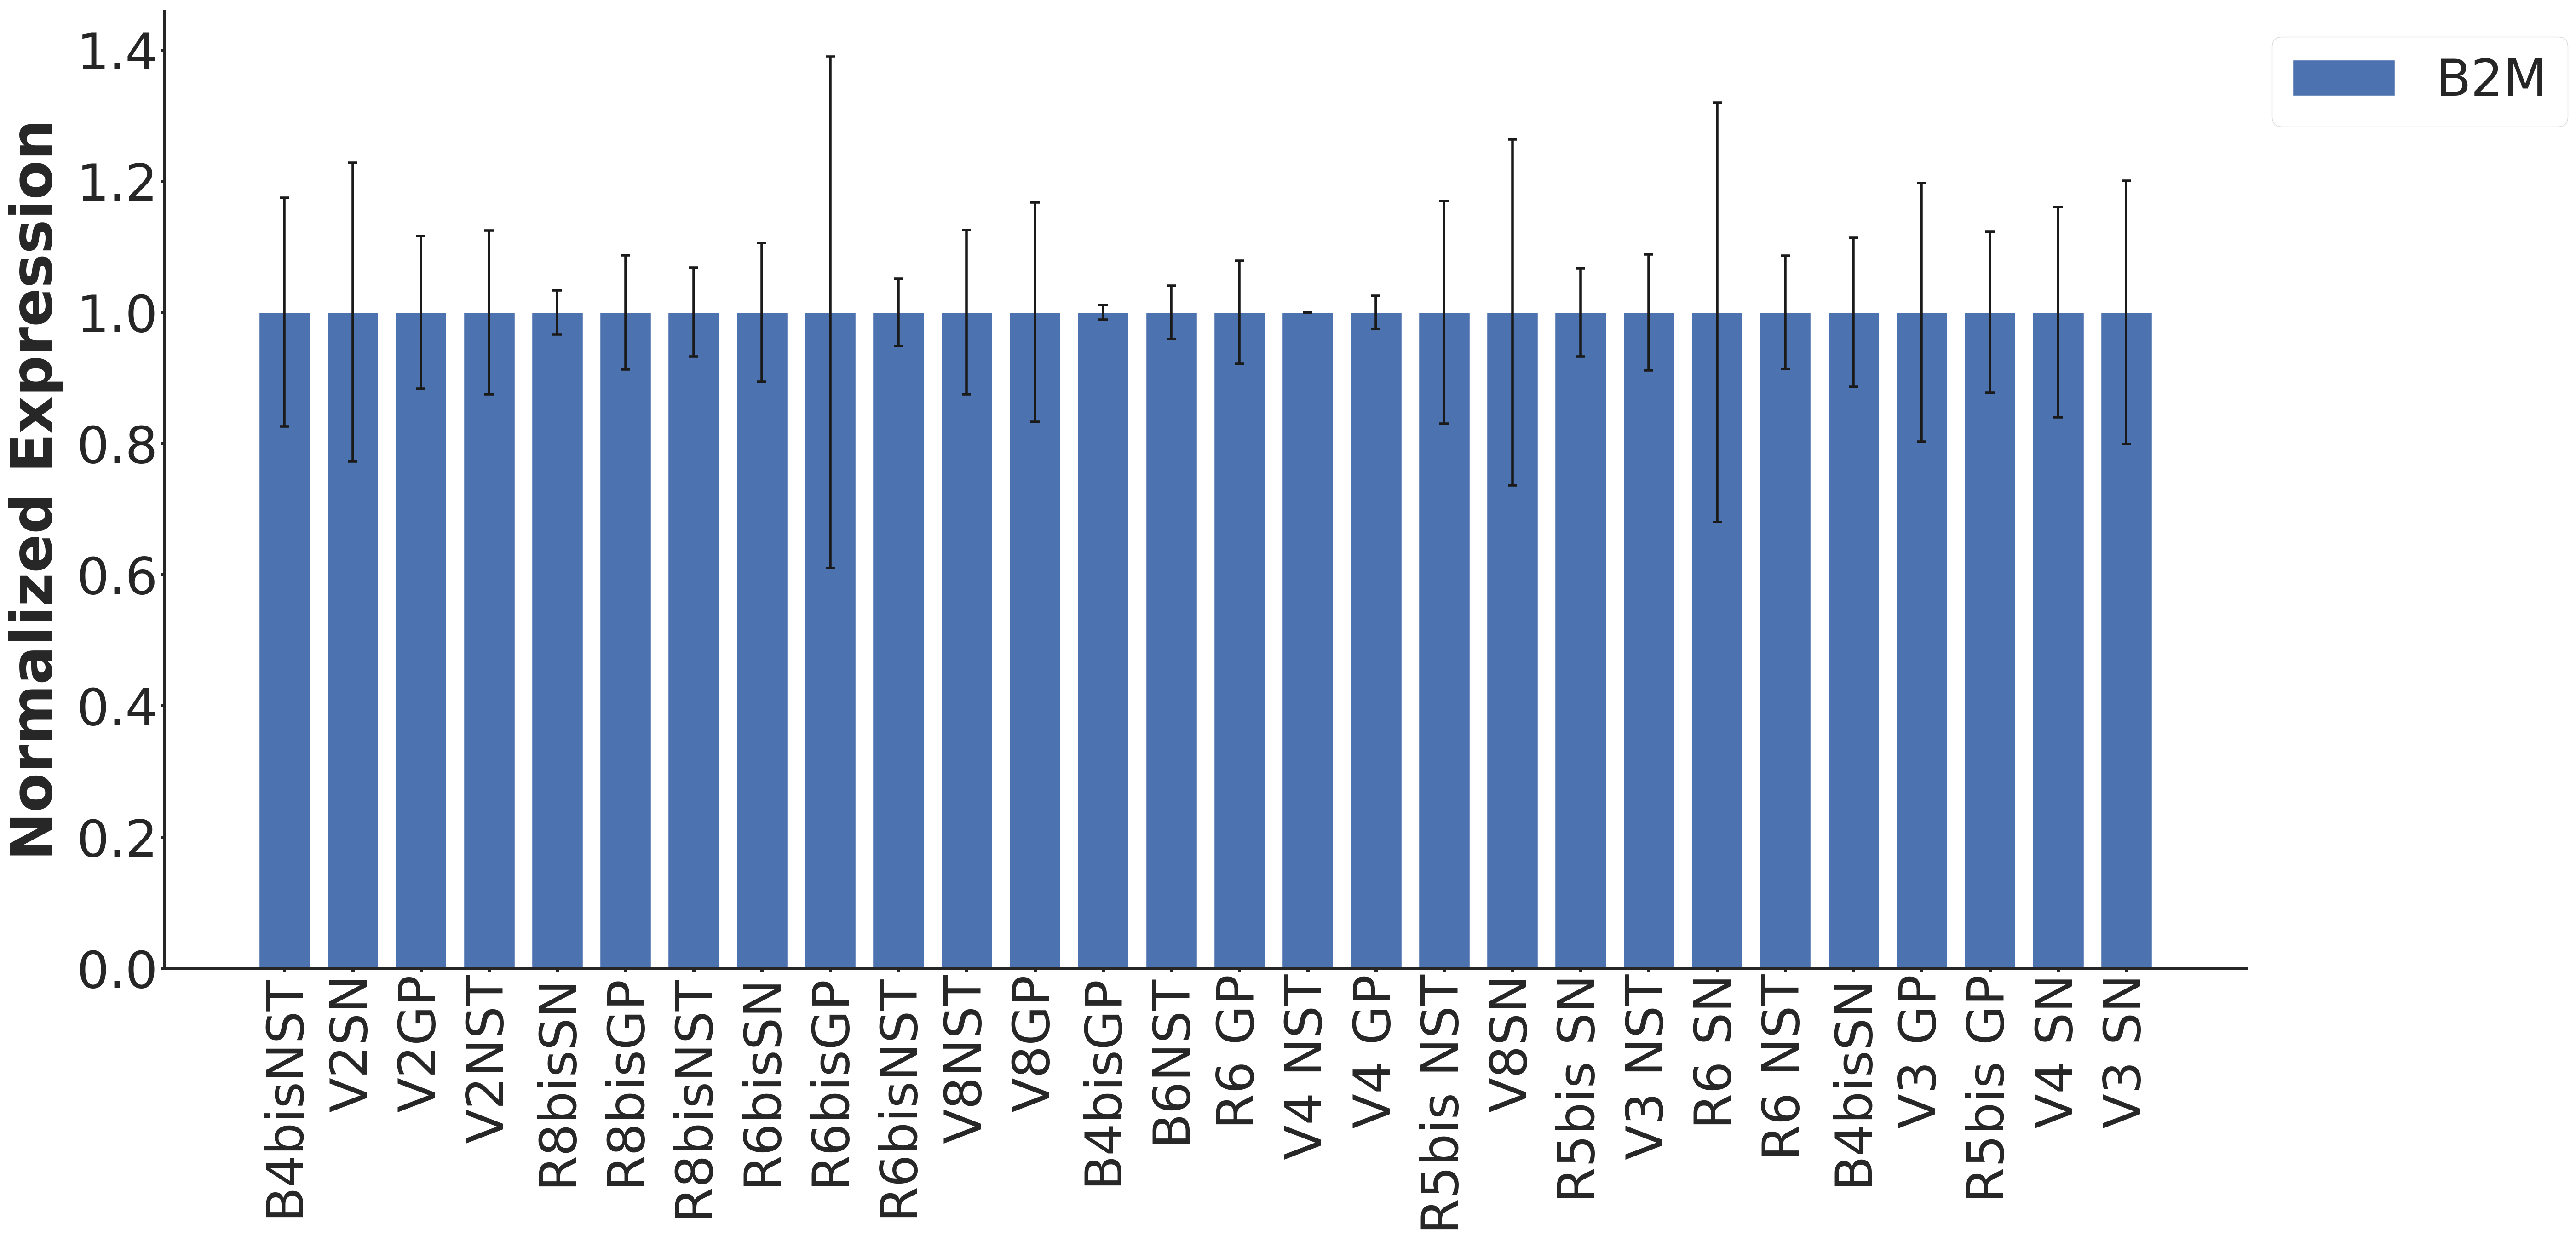 Normalized Expression
1.4
1.2
1.0
0.8
0.6
0.4
0.2
0.0
B4bisNST
V2SN
V2GP
V2NST
R8bisSN
R8bisGP
R8bisNST
R6bisSN
R6bisGP
R6bisNST
V8NST
V8GP
B4bisGP
B6NST
R6 GP
V4 NST
V4 GP
R5bis NST
V8SN
R5bis SN
V3 NST
R6 SN
R6 NST
B4bisSN
V3 GP
R5bis GP
V4 SN
V3 SN
B2M